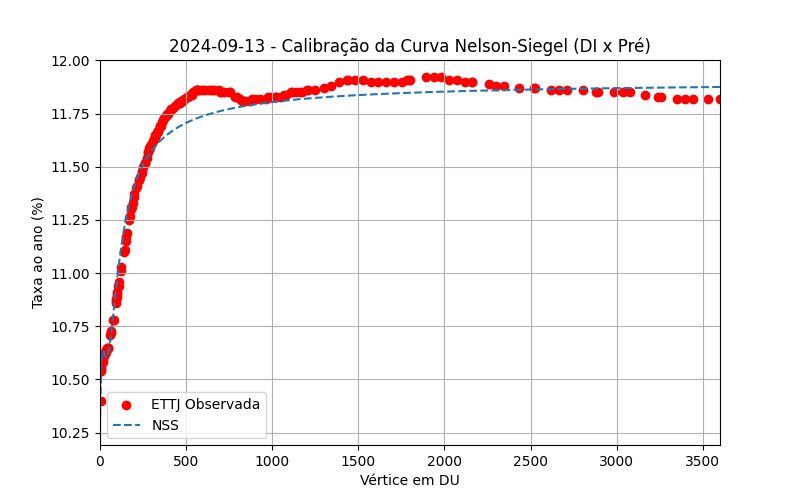 2024-09-13 - Calibração da Curva Nelson-Siegel (DI x Pré)
Taxa ao ano (%)
12.00
11.75
11.50
11.25
11.00
10.75
10.50
10.25
ETTJ Observada
NSS
0 500 1000 1500 2000 2500 3000 3500
Vértice em DU